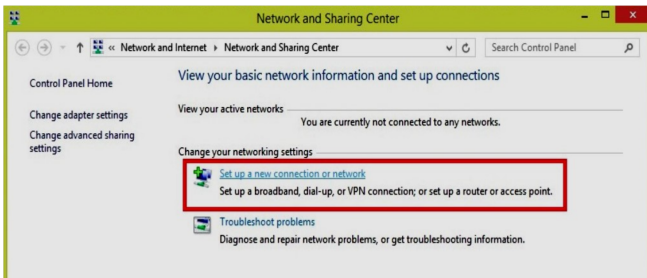 Network and Sharing Center
« Network and Internet ▸ Network and Sharing Center
Search Control Panel
Control Panel Home
Change adapter settings
Change advanced sharing
settings
View your basic network information and set up connections
View your active networks
You are currently not connected to any networks.
Change your networking settings
Set up a new connection or network
Set up a broadband, dial-up, or VPN connection; or set up a router or access point.
Troubleshoot problems
Diagnose and repair network problems, or get troubleshooting information.